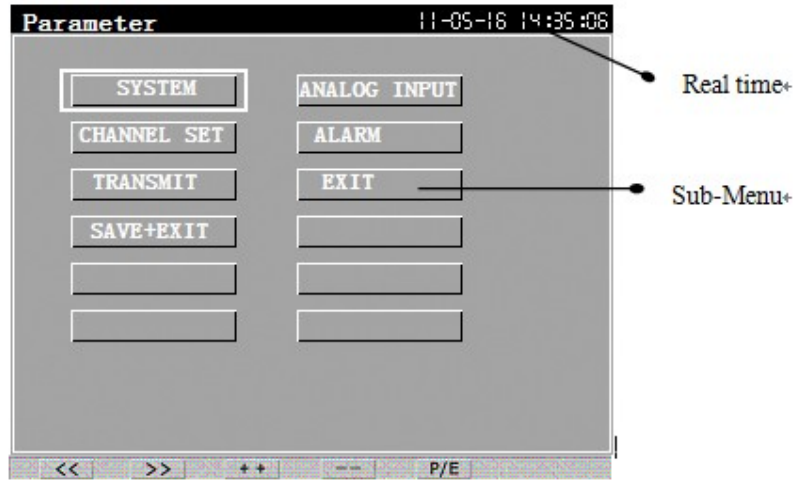 Parameter 11-05-16 14:35:06
SYSTEM ANALOG INPUT
Real time
CHANNEL SET ALARM
TRANSMIT EXIT
Sub-Menu
SAVE+EXIT
<< >> ++ -- P/E